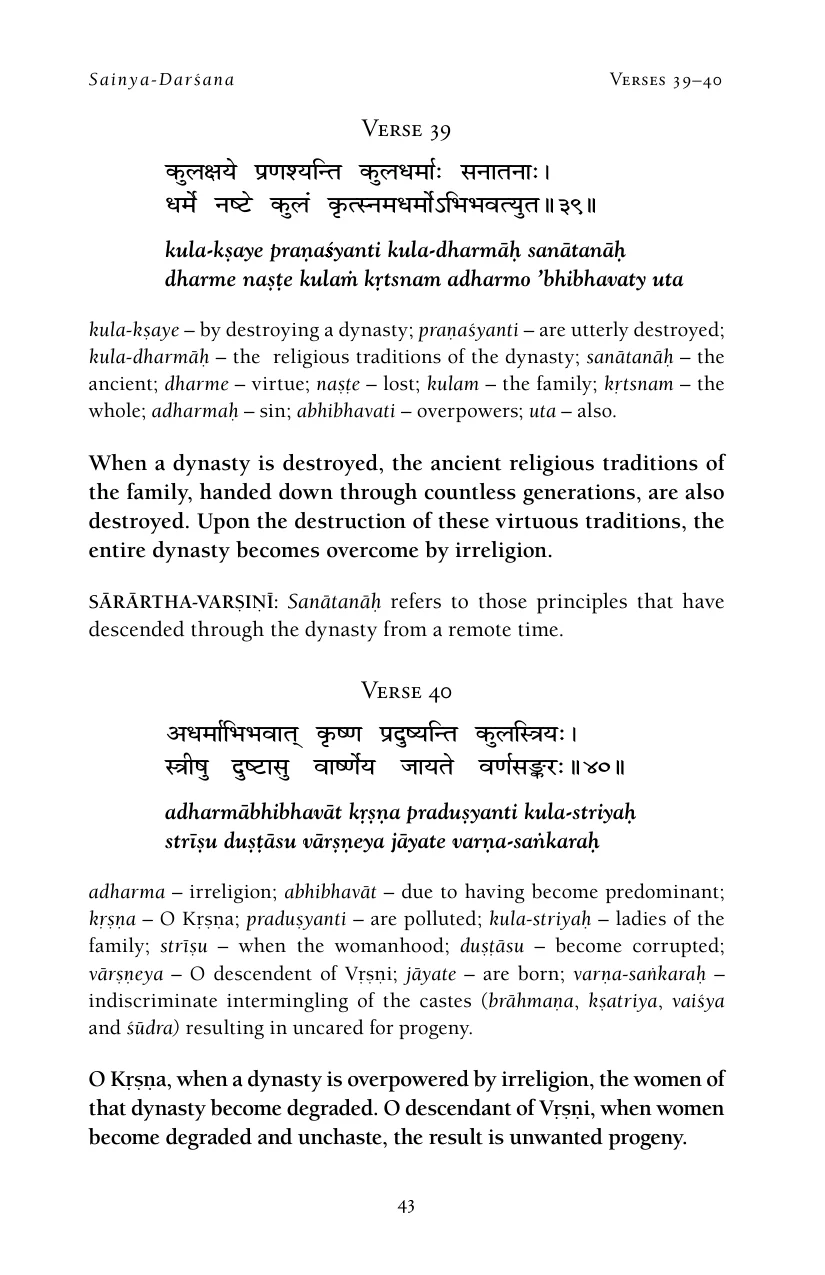 Sainya-Darśana Verses 39–40
Verse 39
कुलक्षये प्रणश्यन्ति कुलधर्माः सनातनाः।
धर्मे नष्टे कुलं कृत्स्नमधर्मोऽभिभवत्युत॥३९॥
kula-kṣaye praṇaśyanti kula-dharmāḥ sanātanāḥ
dharme naṣṭe kulaṁ kṛtsnam adharmo ’bhibhavaty uta
kula-kṣaye – by destroying a dynasty; praṇaśyanti – are utterly destroyed;
kula-dharmāḥ – the religious traditions of the dynasty; sanātanāḥ – the
ancient; dharme – virtue; naṣṭe – lost; kulam – the family; kṛtsnam – the
whole; adharmaḥ – sin; abhibhavati – overpowers; uta – also.
When a dynasty is destroyed, the ancient religious traditions of
the family, handed down through countless generations, are also
destroyed. Upon the destruction of these virtuous traditions, the
entire dynasty becomes overcome by irreligion.
SĀRĀRTHA-VARṢIṆĪ: Sanātanāḥ refers to those principles that have
descended through the dynasty from a remote time.
Verse 40
अधर्माभिभवात् कृष्ण प्रदुष्यन्ति कुलस्त्रियः।
स्त्रीषु दुष्टासु वार्ष्णेय जायते वर्णसङ्करः॥४०॥
adharmābhibhavāt kṛṣṇa praduṣyanti kula-striyaḥ
strīṣu duṣṭāsu vārṣṇeya jāyate varṇa-saṅkaraḥ
adharma – irreligion; abhibhavāt – due to having become predominant;
kṛṣṇa – O Kṛṣṇa; praduṣyanti – are polluted; kula-striyaḥ – ladies of the
family; strīṣu – when the womanhood; duṣṭāsu – become corrupted;
vārṣṇeya – O descendent of Vṛṣṇi; jāyate – are born; varṇa-saṅkaraḥ –
indiscriminate intermingling of the castes (brāhmaṇa, kṣatriya, vaiśya
and śūdra) resulting in uncared for progeny.
O Kṛṣṇa, when a dynasty is overpowered by irreligion, the women of
that dynasty become degraded. O descendant of Vṛṣṇi, when women
become degraded and unchaste, the result is unwanted progeny.
43